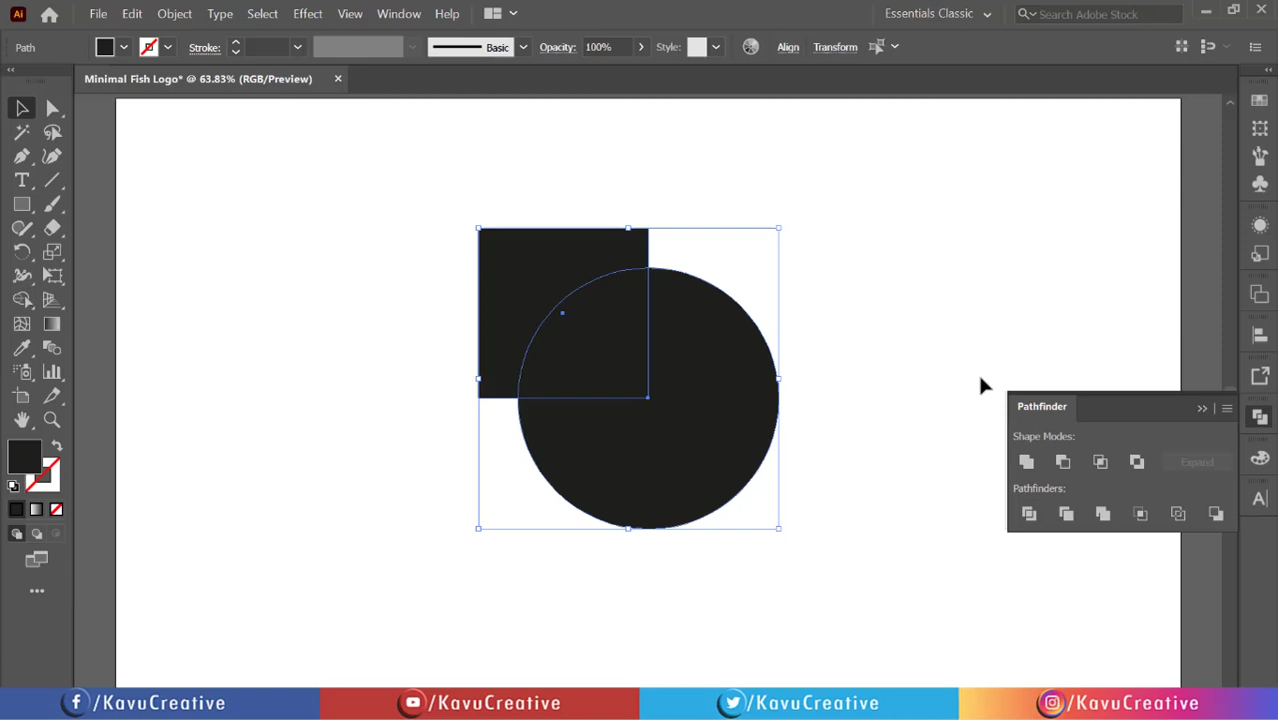 Ai File Edit Object Type Select Effect View Window Help Essentials Classic Search Adobe Stock
Path Stroke: Basic Opacity: 100% Style: Align Transform
Minimal Fish Logo* @ 63.83% (RGB/Preview)
Pathfinder
Shape Modes:
Expand
Pathfinders:
/KavuCreative /KavuCreative /KavuCreative /KavuCreative